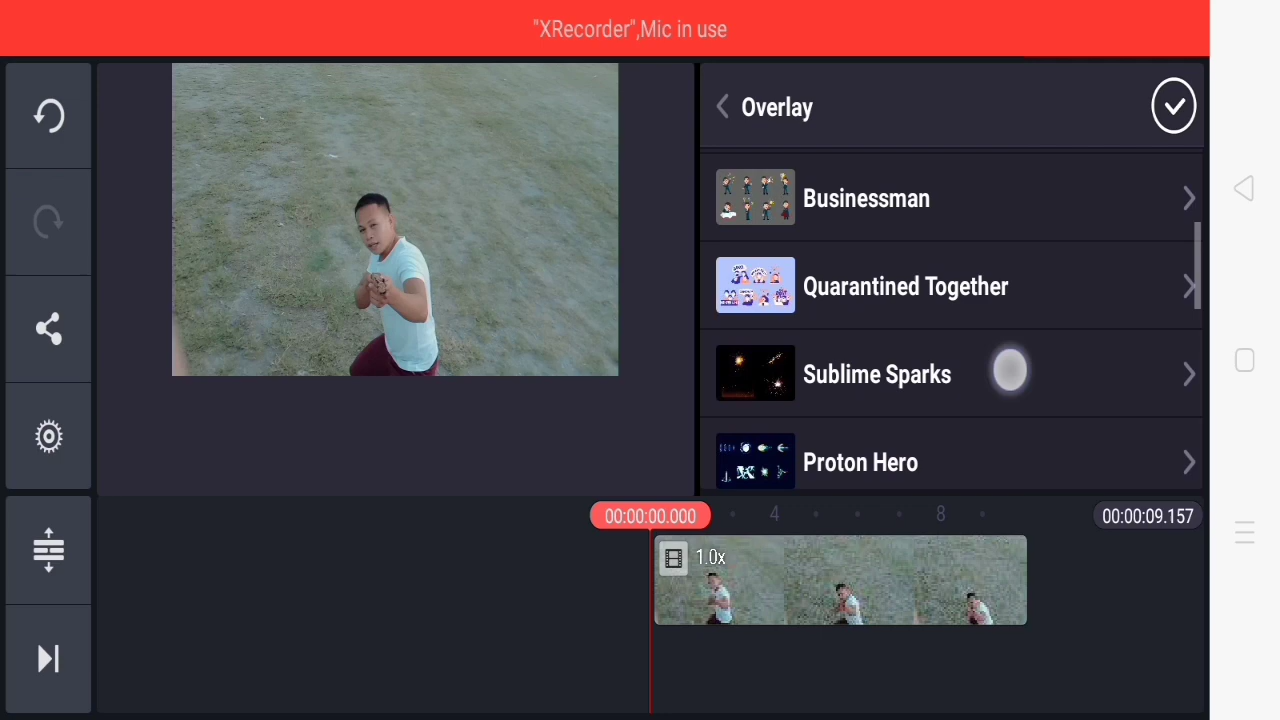 "XRecorder",Mic in use
Overlay
Businessman
Quarantined Together
Sublime Sparks
Proton Hero
00:00:00.000
4
8
00:00:09.157
1.0x